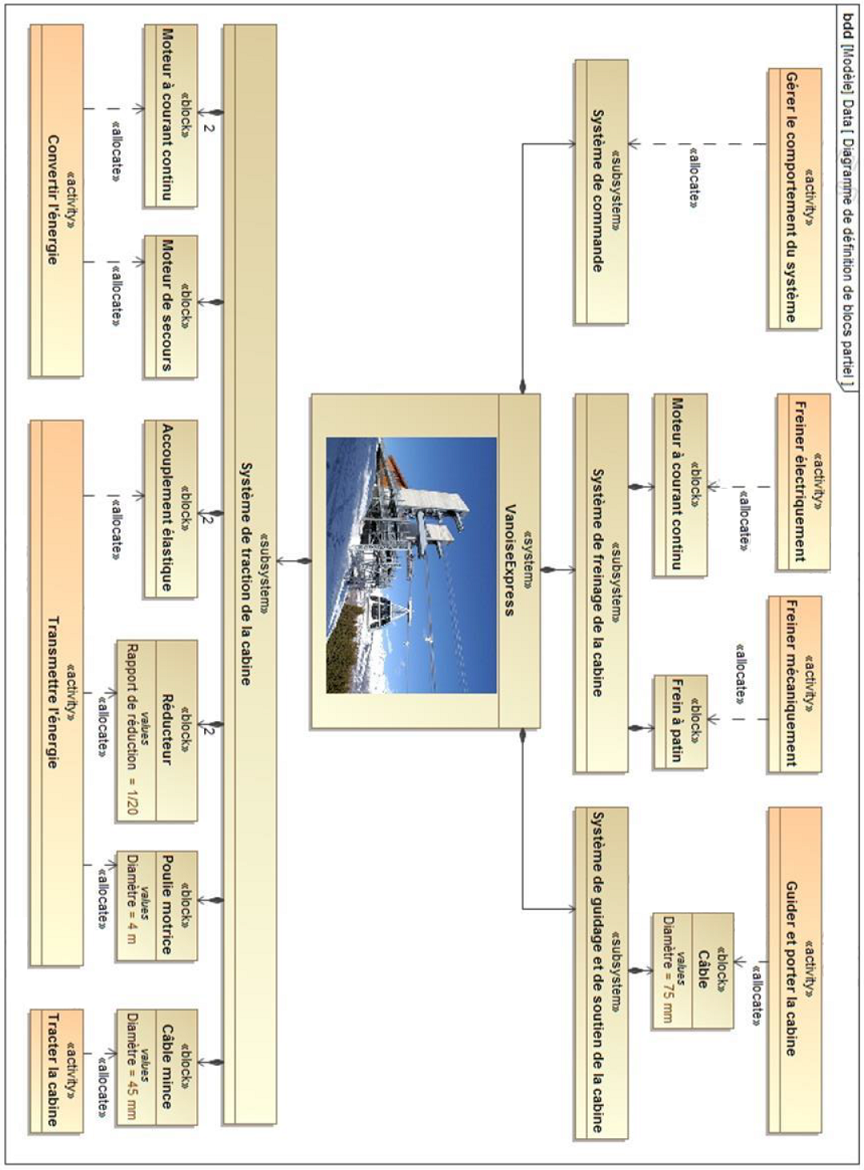 bdd [Modèle] Data [ Diagramme de définition de blocs partiel ]
«activity»
Gérer le comportement du système
«activity»
Freiner électriquement
«activity»
Freiner mécaniquement
«activity»
Guider et porter la cabine
«allocate»
«allocate»
«allocate»
«allocate»
«block»
Moteur à courant continu
«block»
Frein à patin
«block»
Câble
values
Diamètre = 75 mm
«subsystem»
Système de commande
«subsystem»
Système de freinage de la cabine
«subsystem»
Système de guidage et de soutien de la cabine
«system»
VanoiseExpress
«subsystem»
Système de traction de la cabine
2
2
2
«block»
Moteur à courant continu
«block»
Moteur de secours
«block»
Accouplement élastique
«block»
Réducteur
values
Rapport de réduction = 1/20
«block»
Poulie motrice
values
Diamètre = 4 m
«block»
Câble mince
values
Diamètre = 45 mm
«allocate»
«allocate»
«allocate»
«allocate»
«allocate»
«allocate»
«activity»
Convertir l'énergie
«activity»
Transmettre l'énergie
«activity»
Tracter la cabine